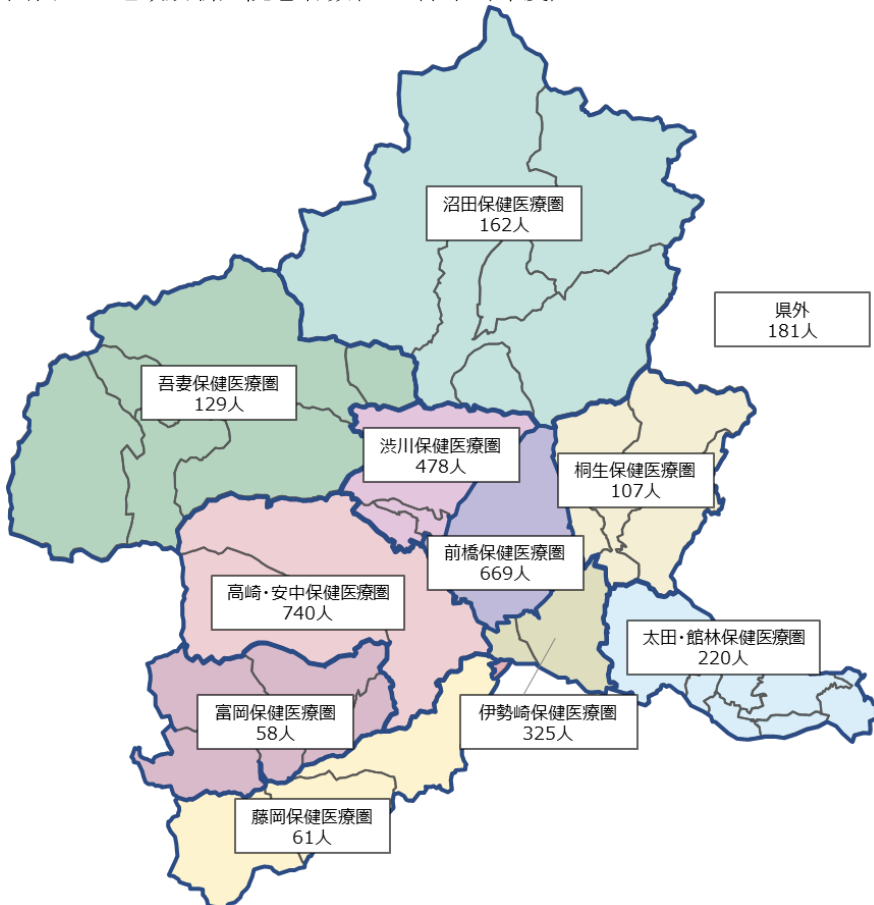 沼田保健医療圏
162人
県外
181人
吾妻保健医療圏
129人
渋川保健医療圏
478人
桐生保健医療圏
107人
前橋保健医療圏
669人
高崎・安中保健医療圏
740人
太田・館林保健医療圏
220人
富岡保健医療圏
58人
伊勢崎保健医療圏
325人
藤岡保健医療圏
61人